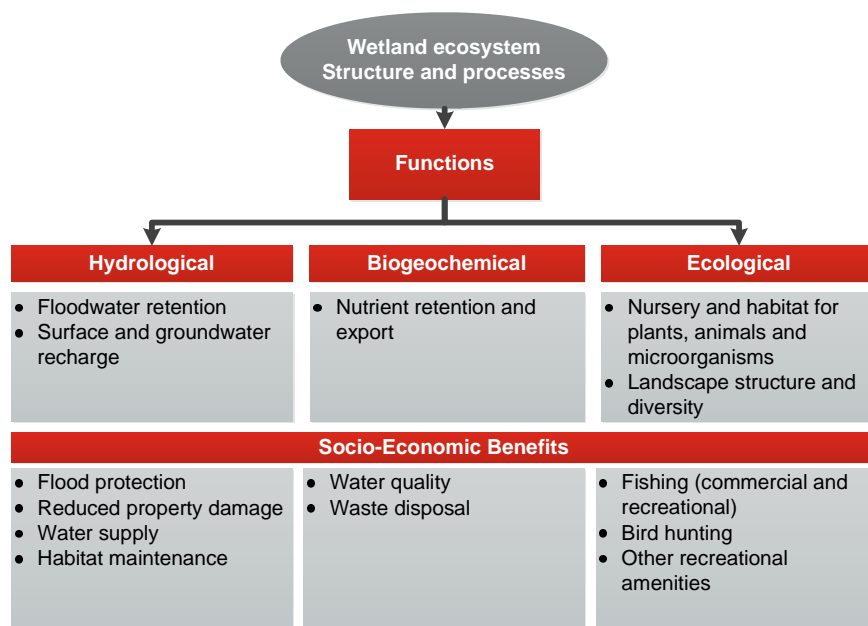 Wetland ecosystem
Structure and processes
Functions
Hydrological
• Floodwater retention
• Surface and groundwater
recharge
Biogeochemical
• Nutrient retention and
export
Ecological
• Nursery and habitat for
plants, animals and
microorganisms
• Landscape structure and
diversity
Socio-Economic Benefits
• Flood protection
• Reduced property damage
• Water supply
• Habitat maintenance
• Water quality
• Waste disposal
• Fishing (commercial and
recreational)
• Bird hunting
• Other recreational
amenities